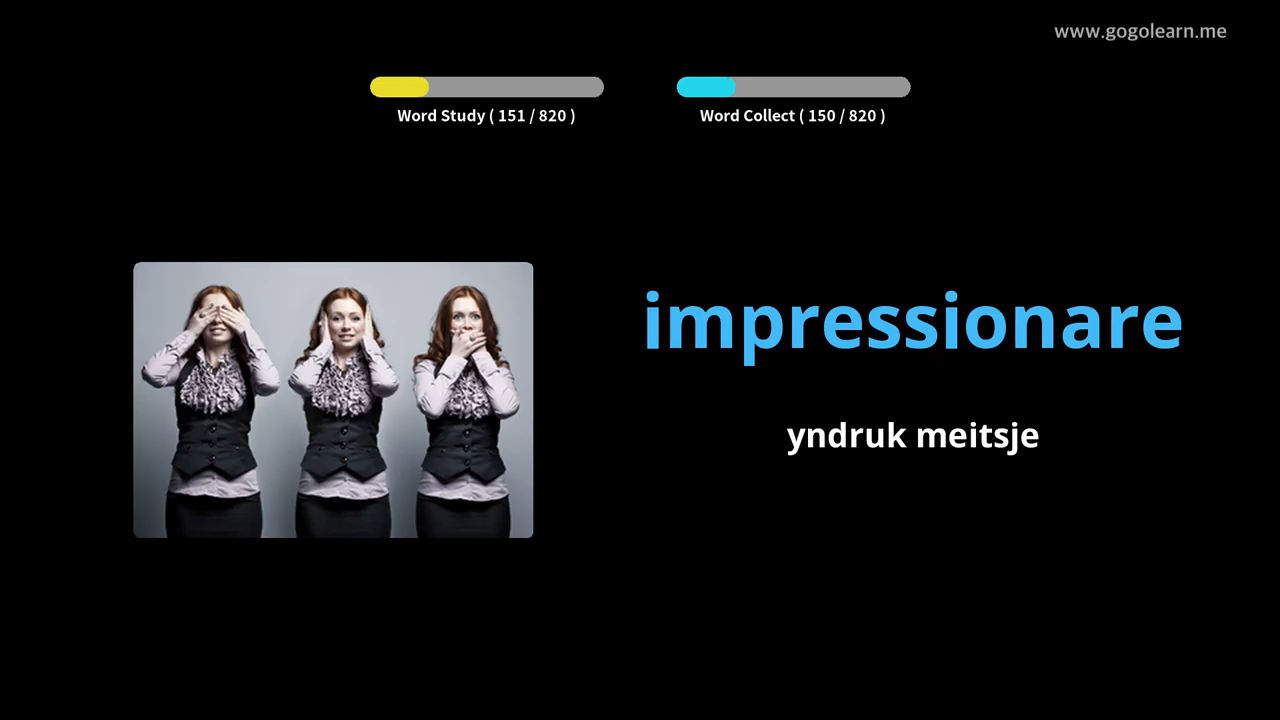 www.gogolearn.me
Word Study ( 151 / 820 )
Word Collect ( 150 / 820 )
impressionare
yndruk meitsje